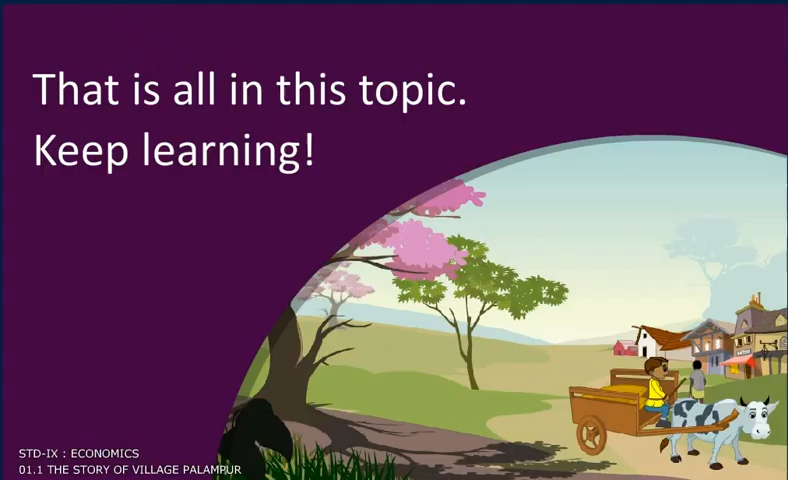 That is all in this topic.
Keep learning!
STD-IX : ECONOMICS
01.1 THE STORY OF VILLAGE PALAMPUR